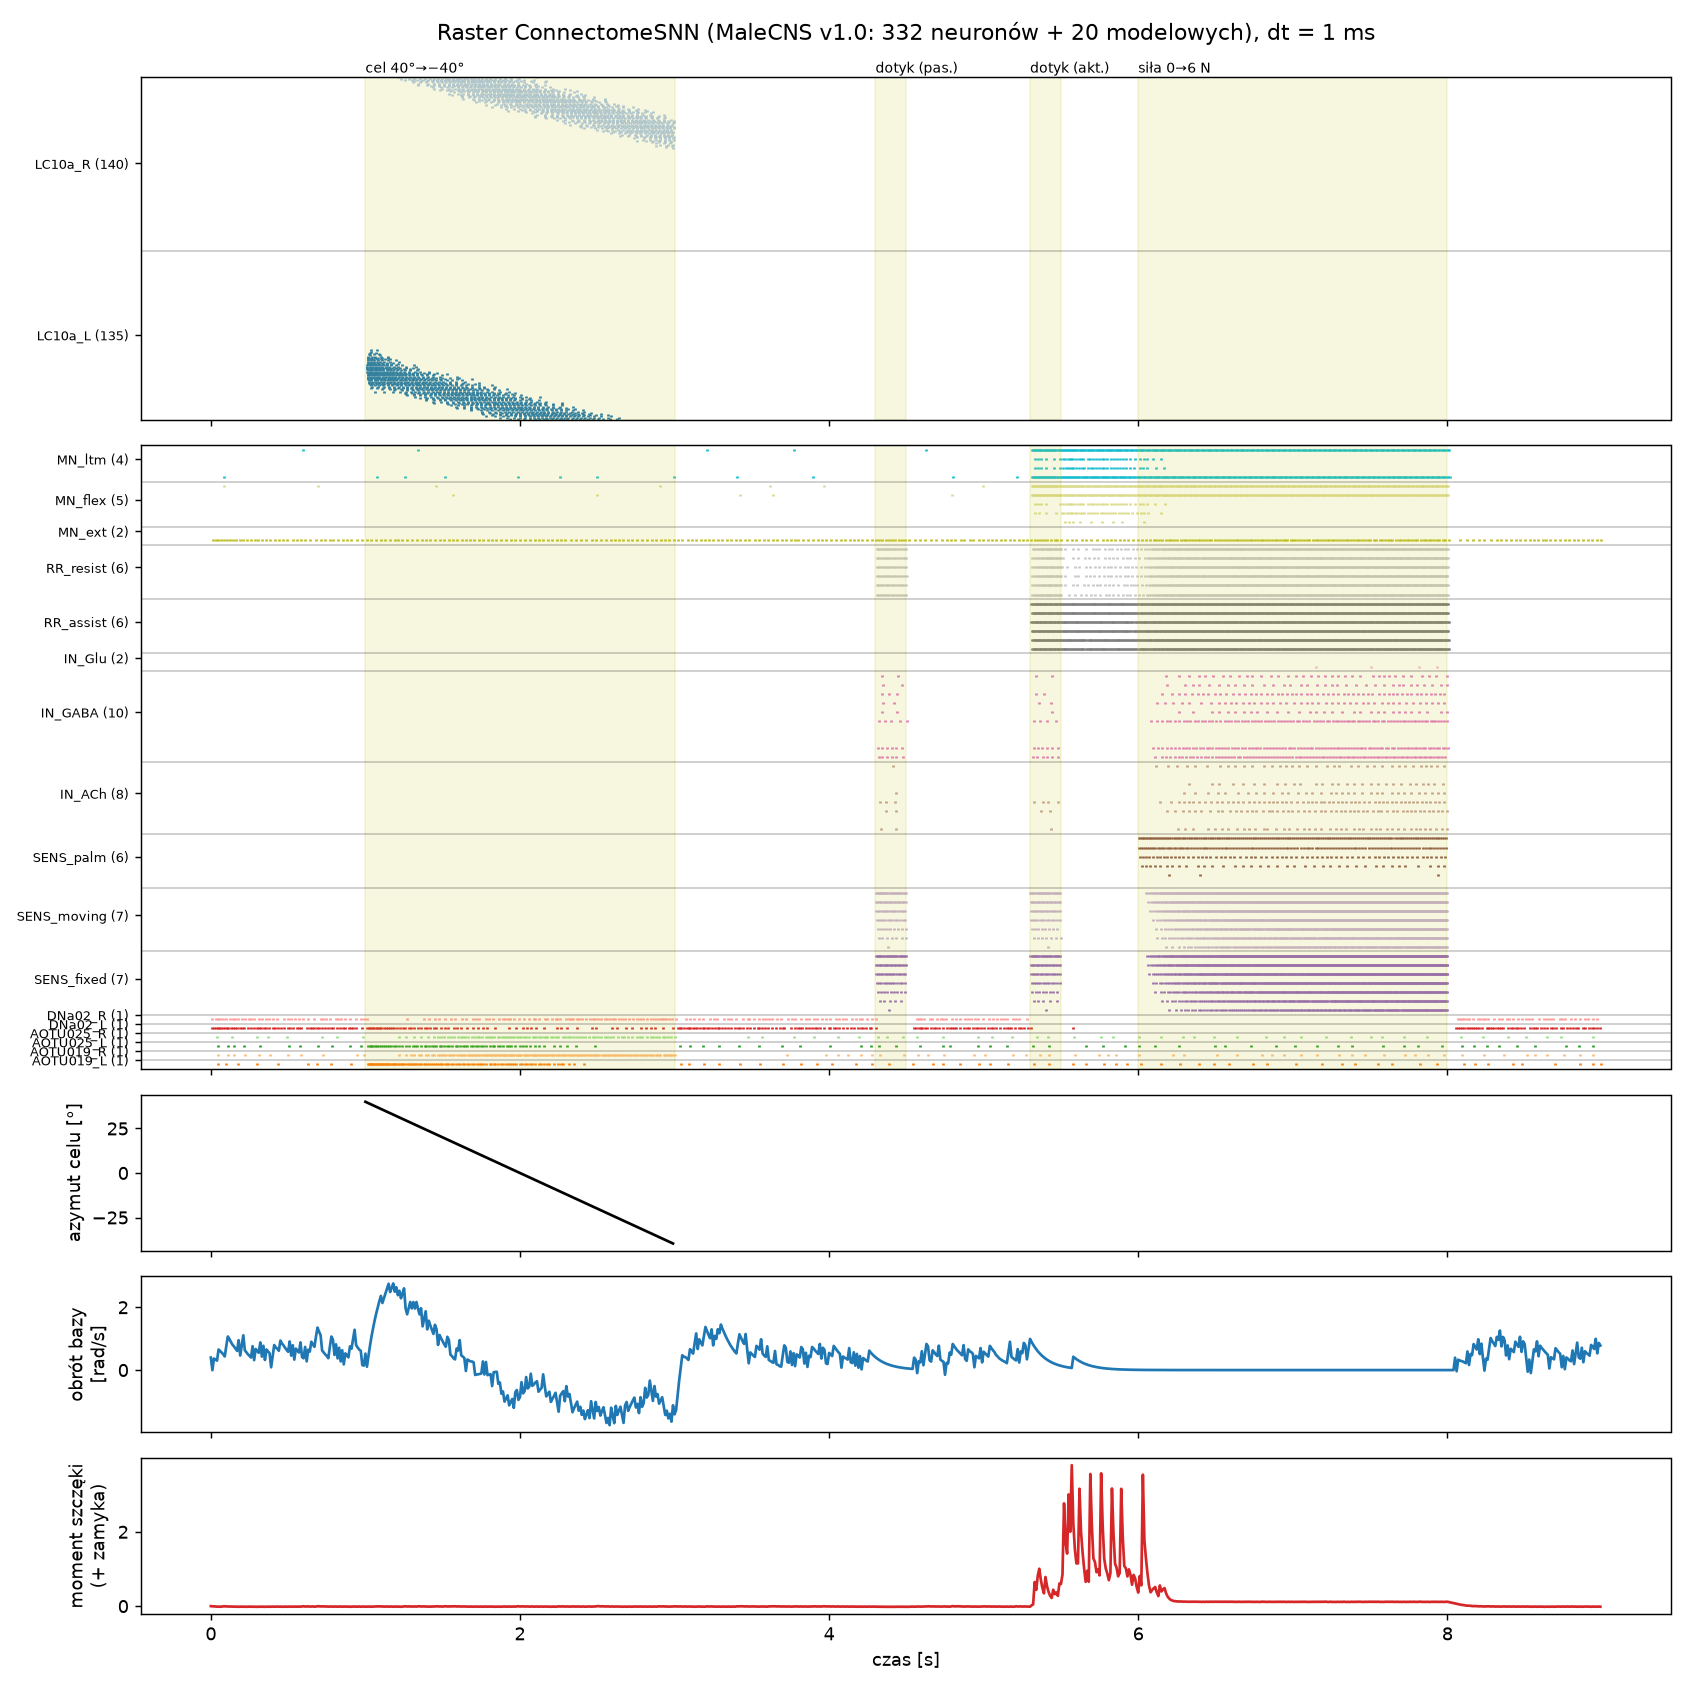 Raster ConnectomeSNN (MaleCNS v1.0: 332 neuronów + 20 modelowych), dt = 1 ms
cel 40°→−40°
dotyk (pas.)
dotyk (akt.)
siła 0→6 N
LC10a_R (140)
LC10a_L (135)
MN_ltm (4)
MN_flex (5)
MN_ext (2)
RR_resist (6)
RR_assist (6)
IN_Glu (2)
IN_GABA (10)
IN_ACh (8)
SENS_palm (6)
SENS_moving (7)
SENS_fixed (7)
DNa02_R (1)
DNa02_L (1)
AOTU025_R (1)
AOTU025_L (1)
AOTU019_R (1)
AOTU019_L (1)
azymut celu [°]
25
0
−25
obrót bazy
[rad/s]
2
0
moment szczęki
(+ zamyka)
2
0
0
2
4
6
8
czas [s]